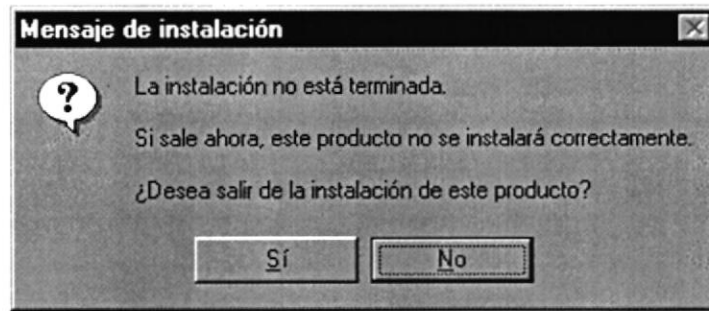 Mensaje de instalación
La instalación no está terminada.
Si sale ahora, este producto no se instalará correctamente.
¿Desea salir de la instalación de este producto?
Sí
No